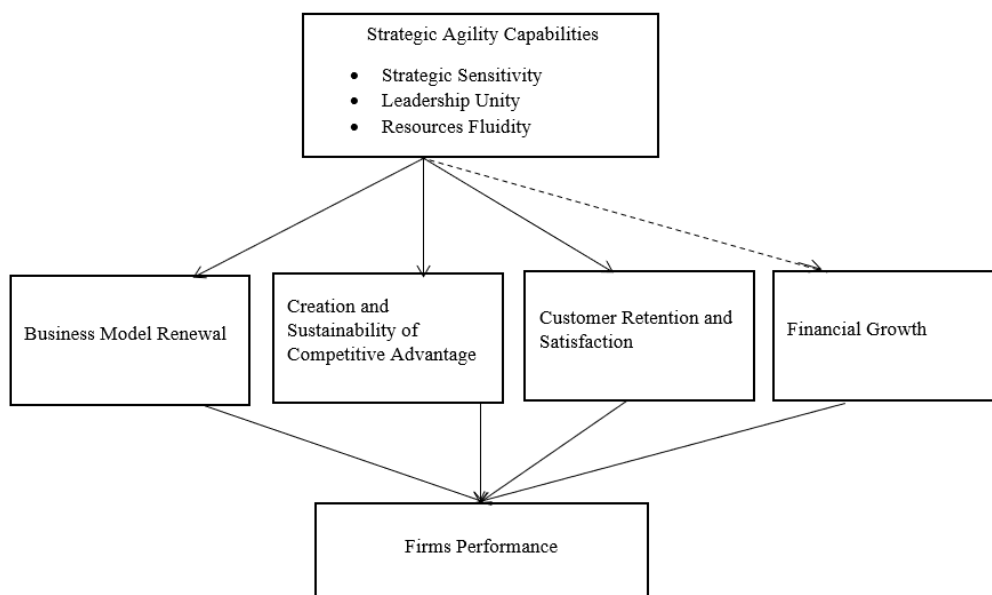 Strategic Agility Capabilities
• Strategic Sensitivity
• Leadership Unity
• Resources Fluidity
Business Model Renewal
Creation and
Sustainability of
Competitive Advantage
Customer Retention and
Satisfaction
Financial Growth
Firms Performance